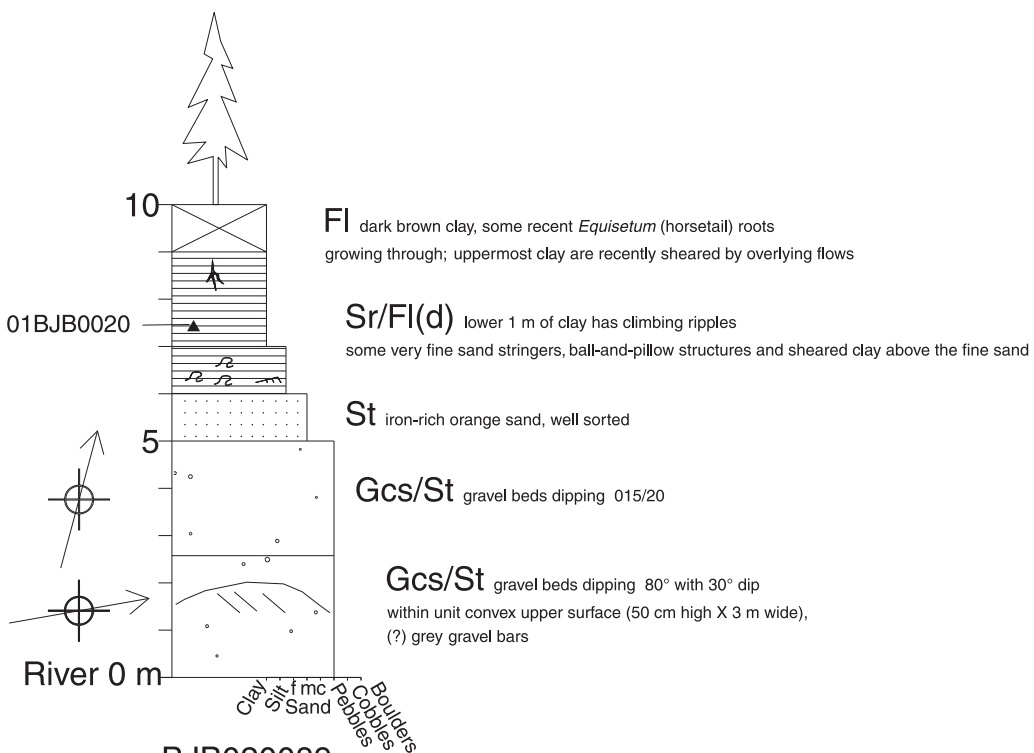 10
Fl dark brown clay, some recent Equisetum (horsetail) roots
growing through; uppermost clay are recently sheared by overlying flows
01BJB0020
Sr/Fl(d) lower 1 m of clay has climbing ripples
some very fine sand stringers, ball-and-pillow structures and sheared clay above the fine sand
St iron-rich orange sand, well sorted
5
Gcs/St gravel beds dipping 015/20
Gcs/St gravel beds dipping 80° with 30° dip
within unit convex upper surface (50 cm high X 3 m wide),
(?) grey gravel bars
River 0 m
Clay
Silt
f m c
Sand
Pebbles
Cobbles
Boulders